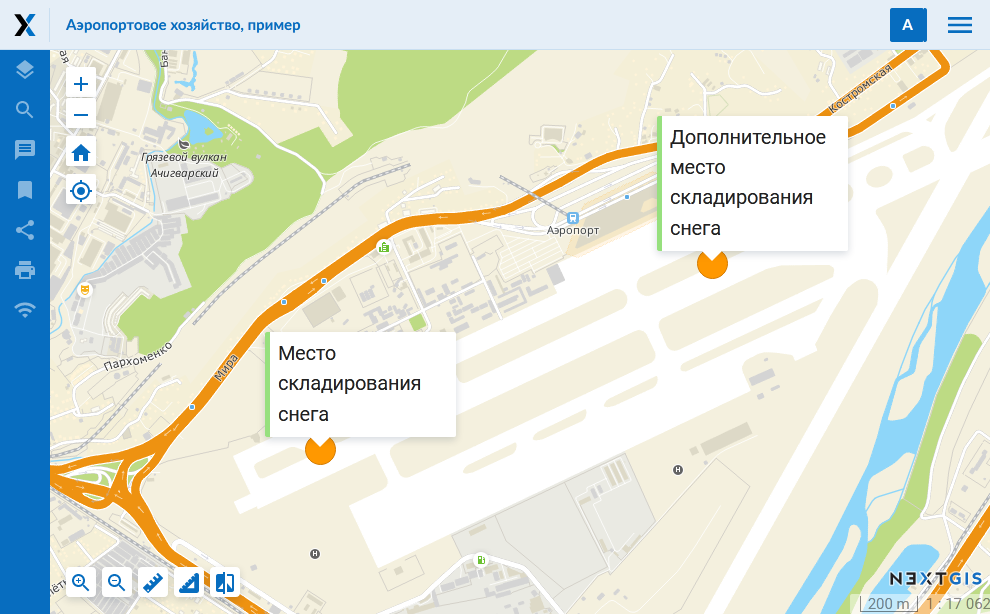 Аэропортовое хозяйство, пример
A
Костромская
Дополнительное
место
складирования
снега
Грязевой вулкан
Ачигварский
Аэропорт
Пархоменко
Мира
Место
складирования
снега
H
H
NEXTGIS
200 m
1 : 17 062